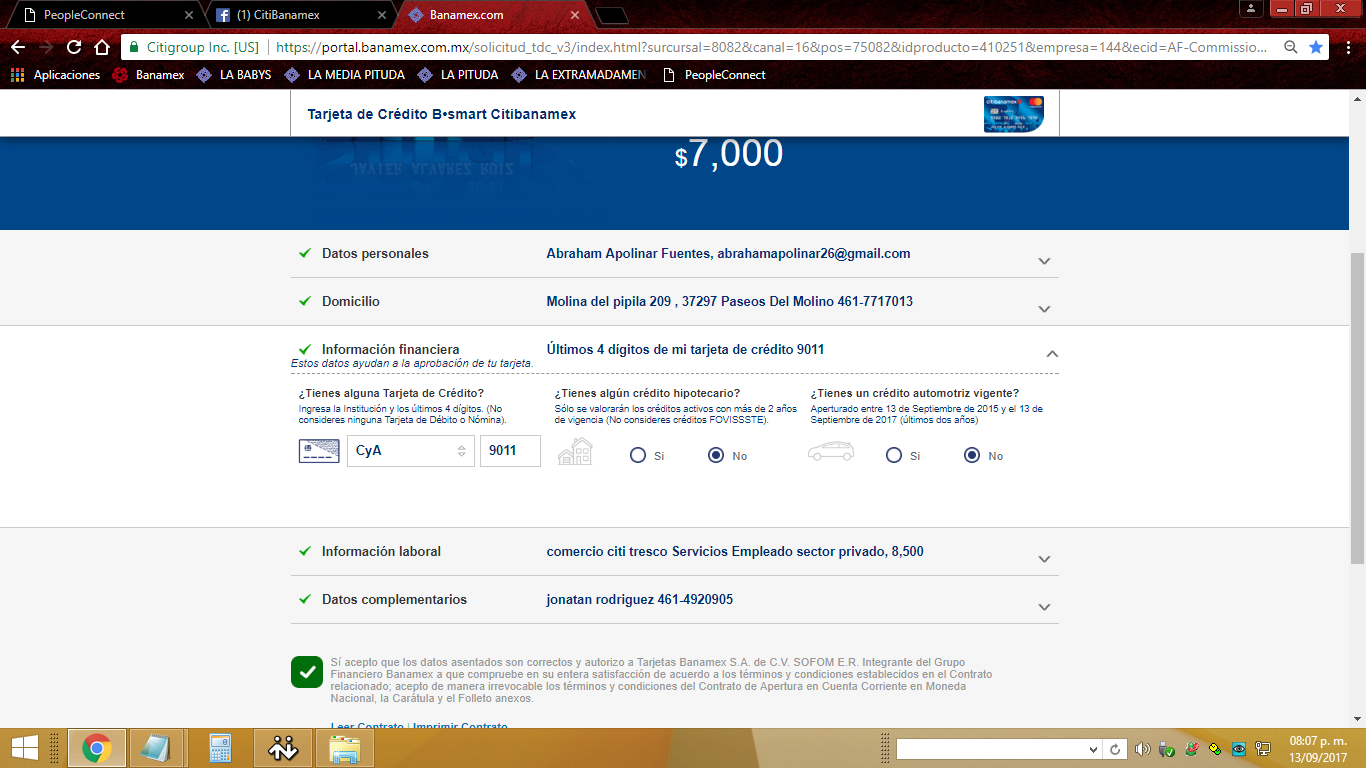 PeopleConnect
(1) CitiBanamex
Banamex.com
Citigroup Inc. [US] https://portal.banamex.com.mx/solicitud_tdc_v3/index.html?surcursal=8082&canal=16&pos=75082&idproducto=410251&empresa=144&ecid=AF-Commissio...
Aplicaciones Banamex LA BABYS LA MEDIA PITUDA LA PITUDA LA EXTRAMADAMEN PeopleConnect
Tarjeta de Crédito B•smart Citibanamex
citibanamex
$7,000
JAVIER ALVAREZ RUIZ
Datos personales Abraham Apolinar Fuentes, abrahamapolinar26@gmail.com
Domicilio Molina del pipila 209 , 37297 Paseos Del Molino 461-7717013
Información financiera Últimos 4 dígitos de mi tarjeta de crédito 9011
Estos datos ayudan a la aprobación de tu tarjeta.
¿Tienes alguna Tarjeta de Crédito?
Ingresa la Institución y los últimos 4 dígitos. (No
consideres ninguna Tarjeta de Débito o Nómina).
CyA 9011
¿Tienes algún crédito hipotecario?
Sólo se valorarán los créditos activos con más de 2 años
de vigencia (No consideres créditos FOVISSSTE).
Si No
¿Tienes un crédito automotriz vigente?
Aperturado entre 13 de Septiembre de 2015 y el 13 de
Septiembre de 2017 (últimos dos años)
Si No
Información laboral comercio citi tresco Servicios Empleado sector privado, 8,500
Datos complementarios jonatan rodriguez 461-4920905
Sí acepto que los datos asentados son correctos y autorizo a Tarjetas Banamex S.A. de C.V. SOFOM E.R. Integrante del Grupo
Financiero Banamex a que compruebe en su entera satisfacción de acuerdo a los términos y condiciones establecidos en el Contrato
relacionado; acepto de manera irrevocable los términos y condiciones del Contrato de Apertura en Cuenta Corriente en Moneda
Nacional, la Carátula y el Folleto anexos.
Leer Contrato | Imprimir Contrato
08:07 p. m.
13/09/2017